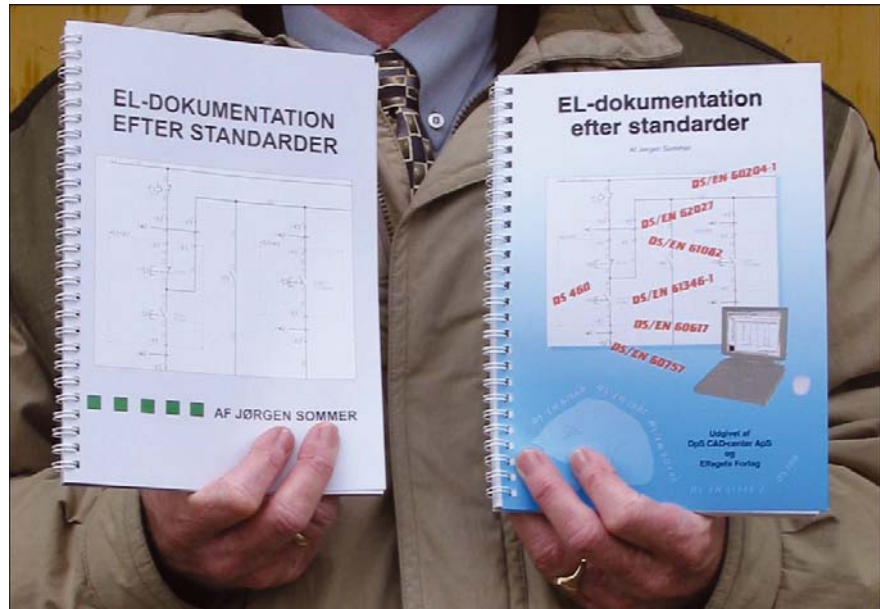 EL-DOKUMENTATION
EFTER STANDARDER
AF JØRGEN SOMMER
EL-dokumentation
efter standarder
Af Jørgen Sommer
DS/EN 60204-1
DS/EN 62027
DS/EN 61082
DS 460
DS/EN 61346-1
DS/EN 60617
DS/EN 60757
Udgivet af
DpS CAD-center ApS
og
Elfagets Forlag